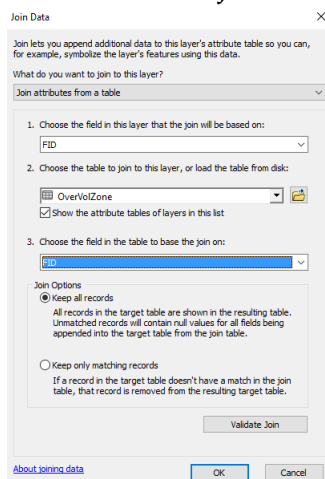 Join Data
Join lets you append additional data to this layer's attribute table so you can,
for example, symbolize the layer's features using this data.
What do you want to join to this layer?
Join attributes from a table
1. Choose the field in this layer that the join will be based on:
FID
2. Choose the table to join to this layer, or load the table from disk:
OverVolZone
Show the attribute tables of layers in this list
3. Choose the field in the table to base the join on:
FID
Join Options
Keep all records
All records in the target table are shown in the resulting table.
Unmatched records will contain null values for all fields being
appended into the target table from the join table.
Keep only matching records
If a record in the target table doesn't have a match in the join
table, that record is removed from the resulting target table.
Validate Join
About joining data
OK
Cancel